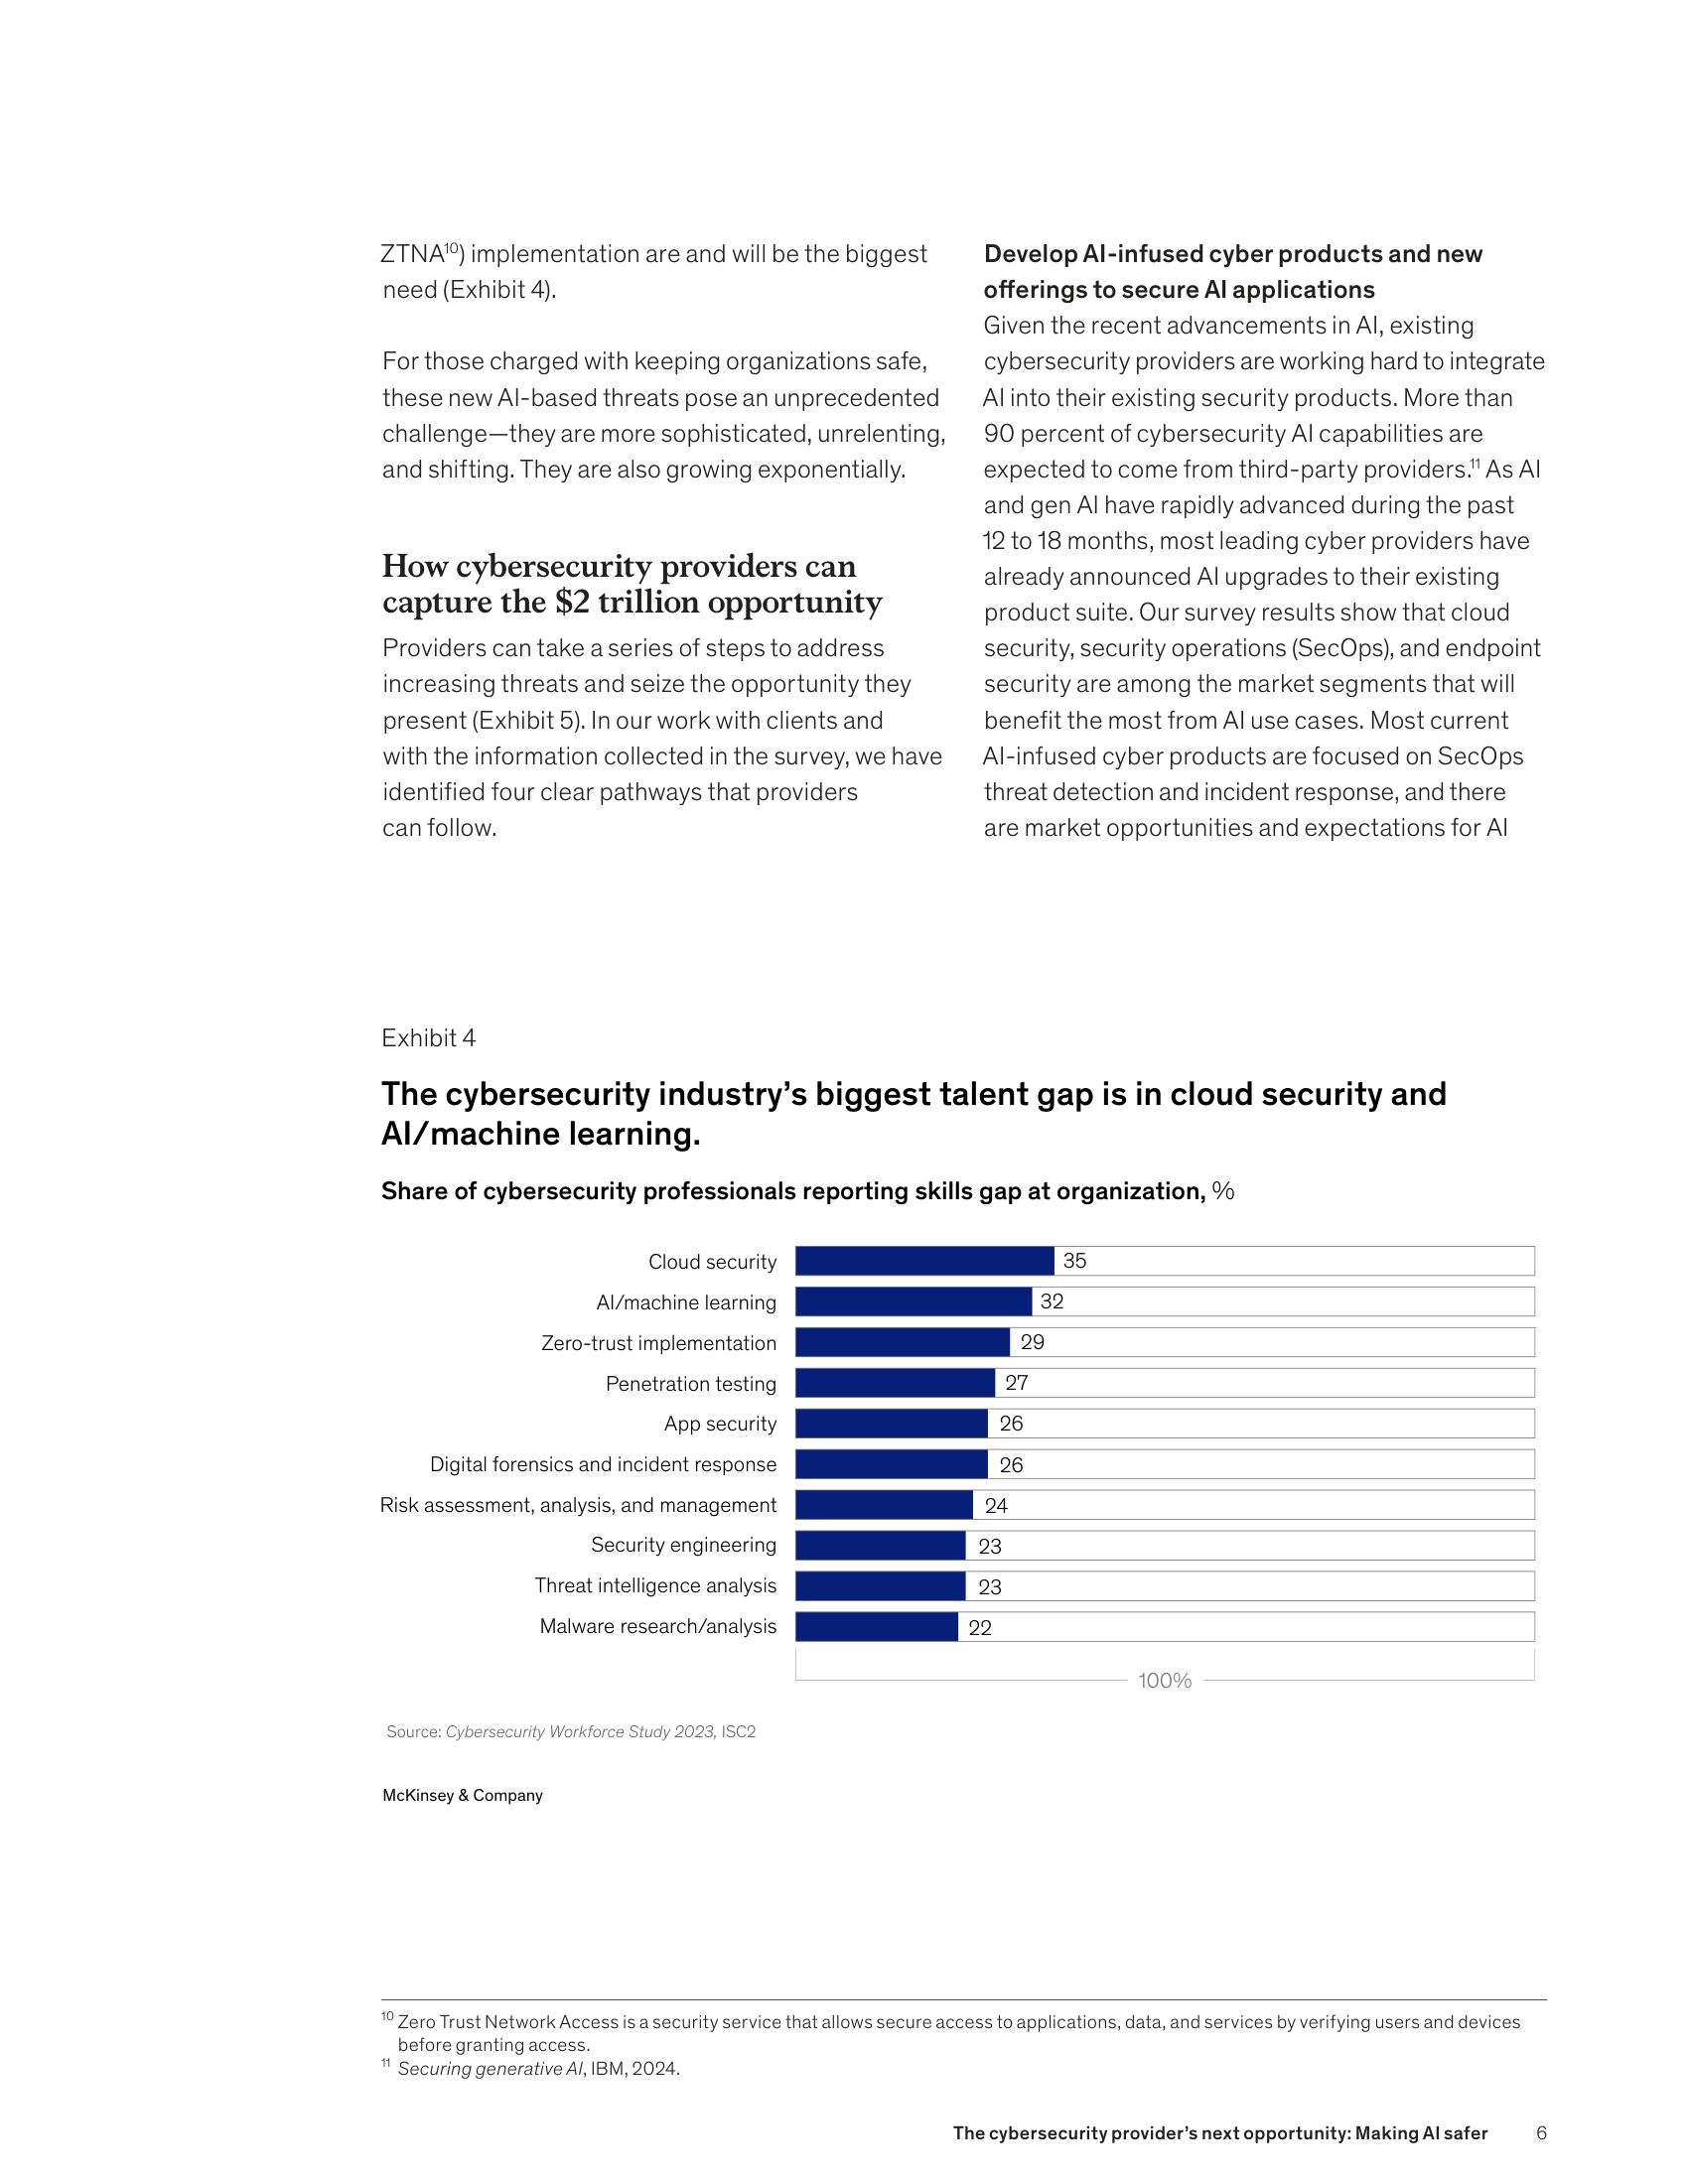 ZTNA¹⁰) implementation are and will be the biggest
need (Exhibit 4).
For those charged with keeping organizations safe,
these new AI-based threats pose an unprecedented
challenge—they are more sophisticated, unrelenting,
and shifting. They are also growing exponentially.
How cybersecurity providers can
capture the $2 trillion opportunity
Providers can take a series of steps to address
increasing threats and seize the opportunity they
present (Exhibit 5). In our work with clients and
with the information collected in the survey, we have
identified four clear pathways that providers
can follow.
Develop AI-infused cyber products and new
offerings to secure AI applications
Given the recent advancements in AI, existing
cybersecurity providers are working hard to integrate
AI into their existing security products. More than
90 percent of cybersecurity AI capabilities are
expected to come from third-party providers.¹¹ As AI
and gen AI have rapidly advanced during the past
12 to 18 months, most leading cyber providers have
already announced AI upgrades to their existing
product suite. Our survey results show that cloud
security, security operations (SecOps), and endpoint
security are among the market segments that will
benefit the most from AI use cases. Most current
AI-infused cyber products are focused on SecOps
threat detection and incident response, and there
are market opportunities and expectations for AI
Exhibit 4
The cybersecurity industry’s biggest talent gap is in cloud security and
AI/machine learning.
Share of cybersecurity professionals reporting skills gap at organization, %
Cloud security 35
AI/machine learning 32
Zero-trust implementation 29
Penetration testing 27
App security 26
Digital forensics and incident response 26
Risk assessment, analysis, and management 24
Security engineering 23
Threat intelligence analysis 23
Malware research/analysis 22
100%
Source: Cybersecurity Workforce Study 2023, ISC2
McKinsey & Company
¹⁰ Zero Trust Network Access is a security service that allows secure access to applications, data, and services by verifying users and devices
before granting access.
¹¹ Securing generative AI, IBM, 2024.
The cybersecurity provider’s next opportunity: Making AI safer 6